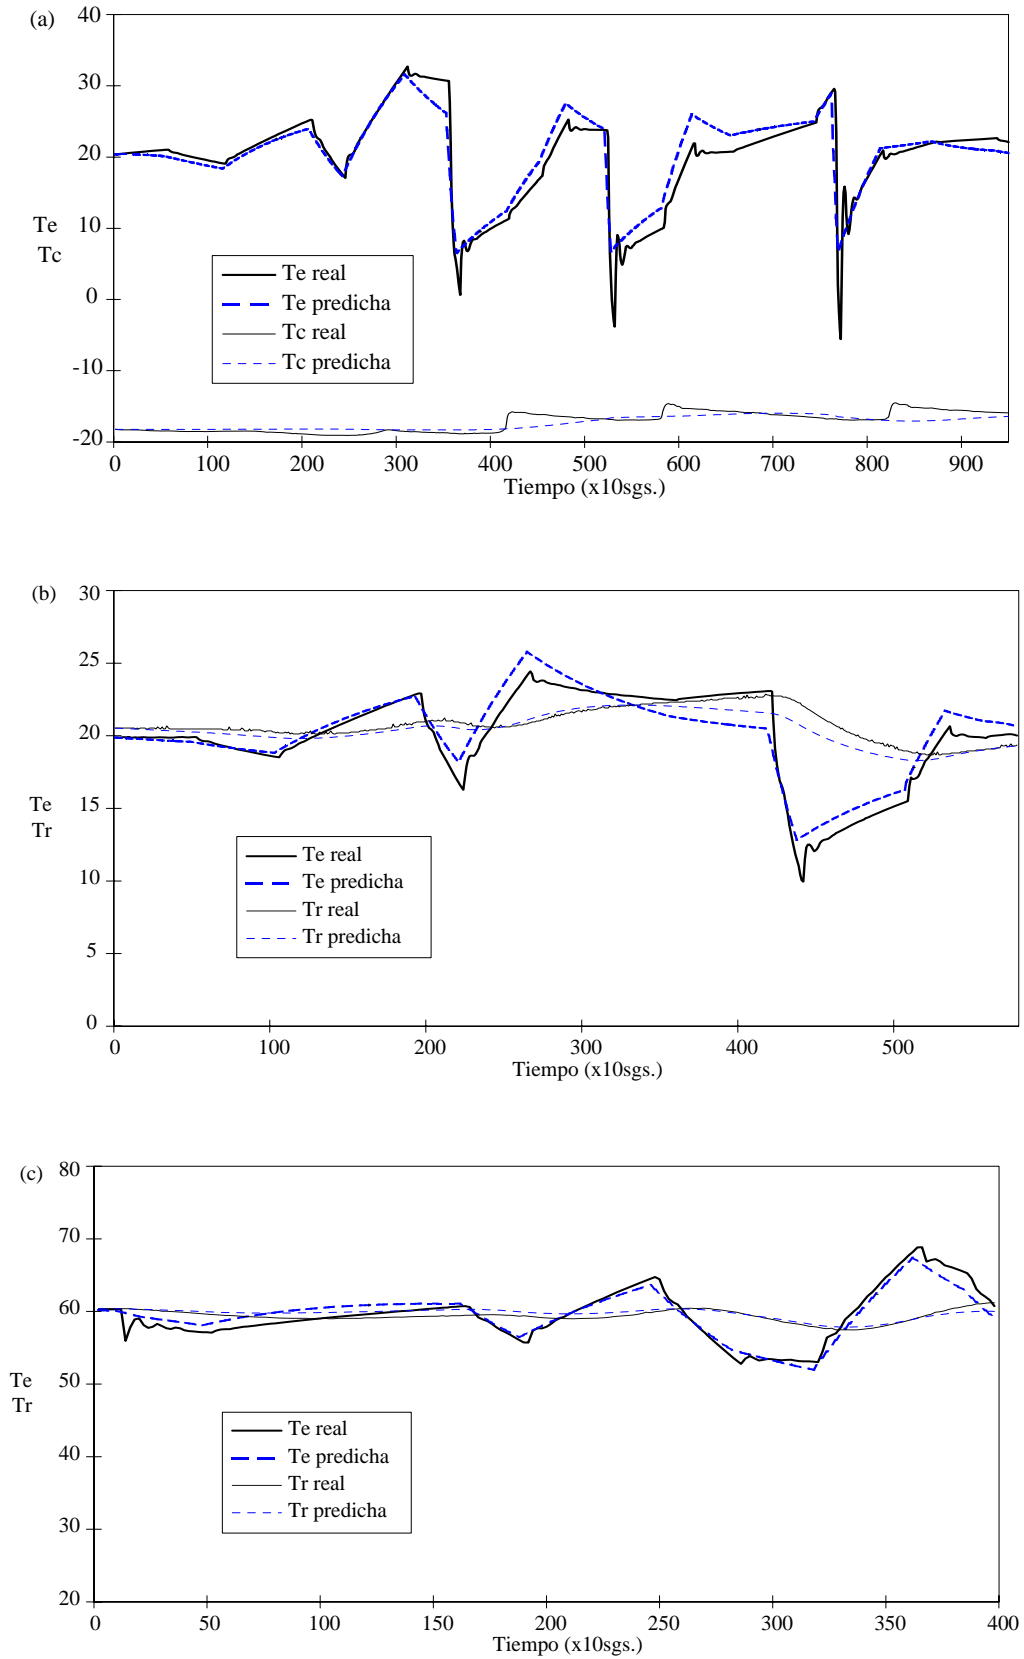 (a)
40
30
20
10
0
-10
-20
Te
Tc
Te real
Te predicha
Tc real
Tc predicha
0 100 200 300 400 500 600 700 800 900
Tiempo (x10sgs.)
(b)
30
25
20
15
10
5
0
Te
Tr
Te real
Te predicha
Tr real
Tr predicha
0 100 200 300 400 500
Tiempo (x10sgs.)
(c)
80
70
60
50
40
30
20
Te
Tr
Te real
Te predicha
Tr real
Tr predicha
0 50 100 150 200 250 300 350 400
Tiempo (x10sgs.)